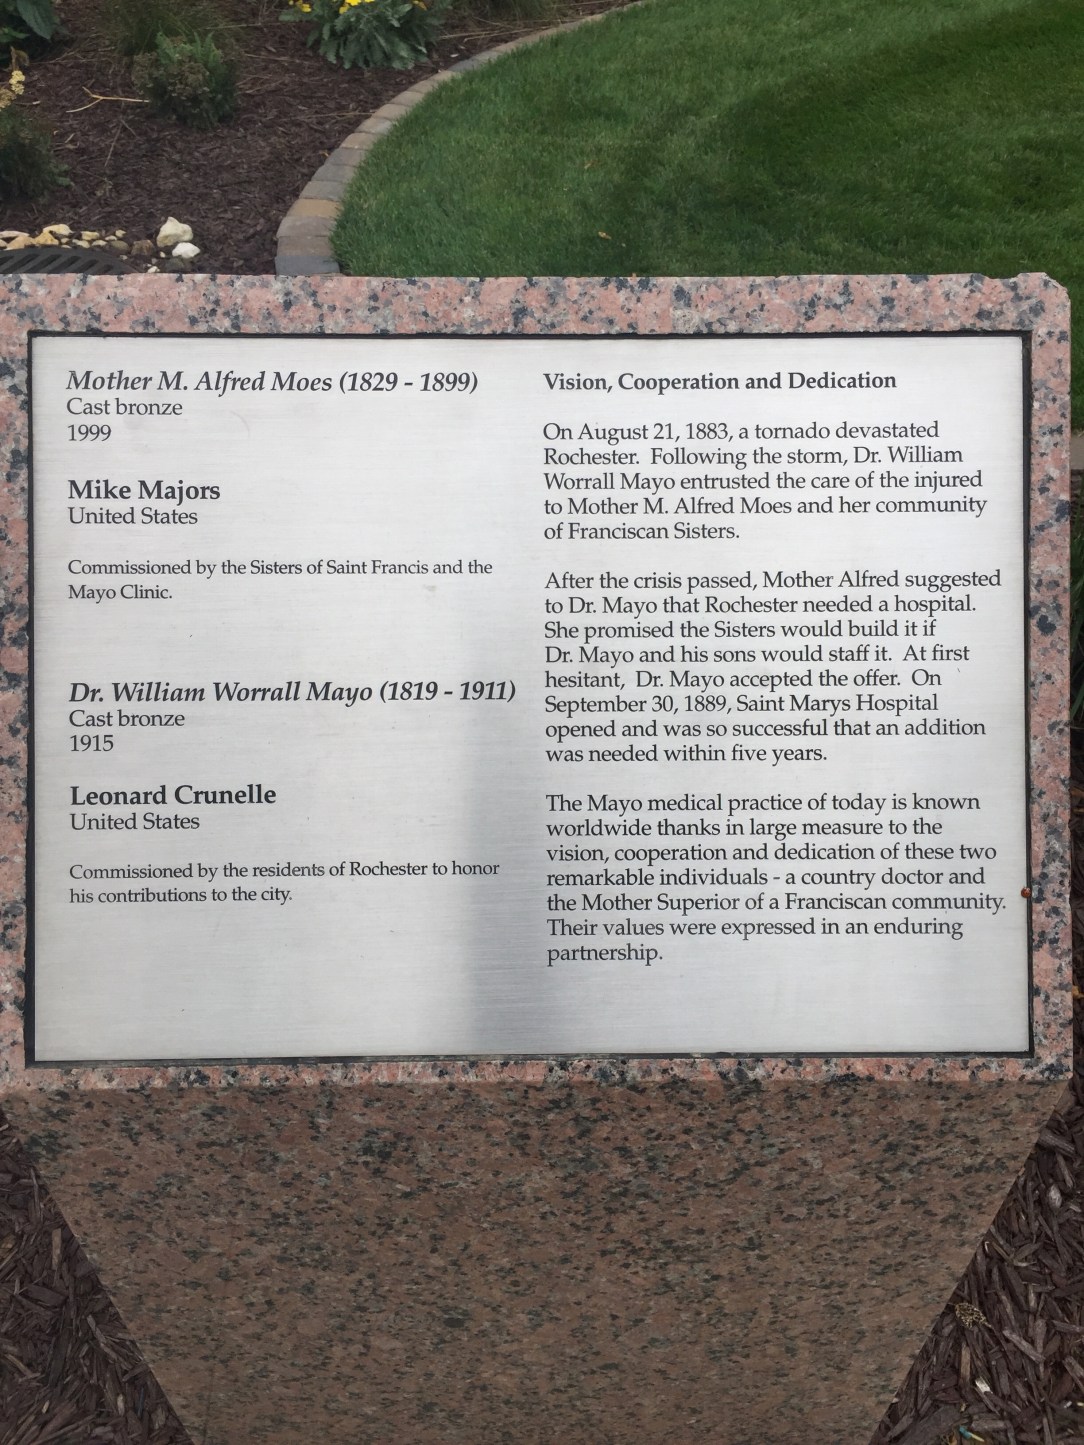 Mother M. Alfred Moes (1829 - 1899)
Cast bronze
1999
Mike Majors
United States
Commissioned by the Sisters of Saint Francis and the
Mayo Clinic.
Dr. William Worrall Mayo (1819 - 1911)
Cast bronze
1915
Leonard Crunelle
United States
Commissioned by the residents of Rochester to honor
his contributions to the city.
Vision, Cooperation and Dedication
On August 21, 1883, a tornado devastated
Rochester. Following the storm, Dr. William
Worrall Mayo entrusted the care of the injured
to Mother M. Alfred Moes and her community
of Franciscan Sisters.
After the crisis passed, Mother Alfred suggested
to Dr. Mayo that Rochester needed a hospital.
She promised the Sisters would build it if
Dr. Mayo and his sons would staff it. At first
hesitant, Dr. Mayo accepted the offer. On
September 30, 1889, Saint Marys Hospital
opened and was so successful that an addition
was needed within five years.
The Mayo medical practice of today is known
worldwide thanks in large measure to the
vision, cooperation and dedication of these two
remarkable individuals - a country doctor and
the Mother Superior of a Franciscan community.
Their values were expressed in an enduring
partnership.